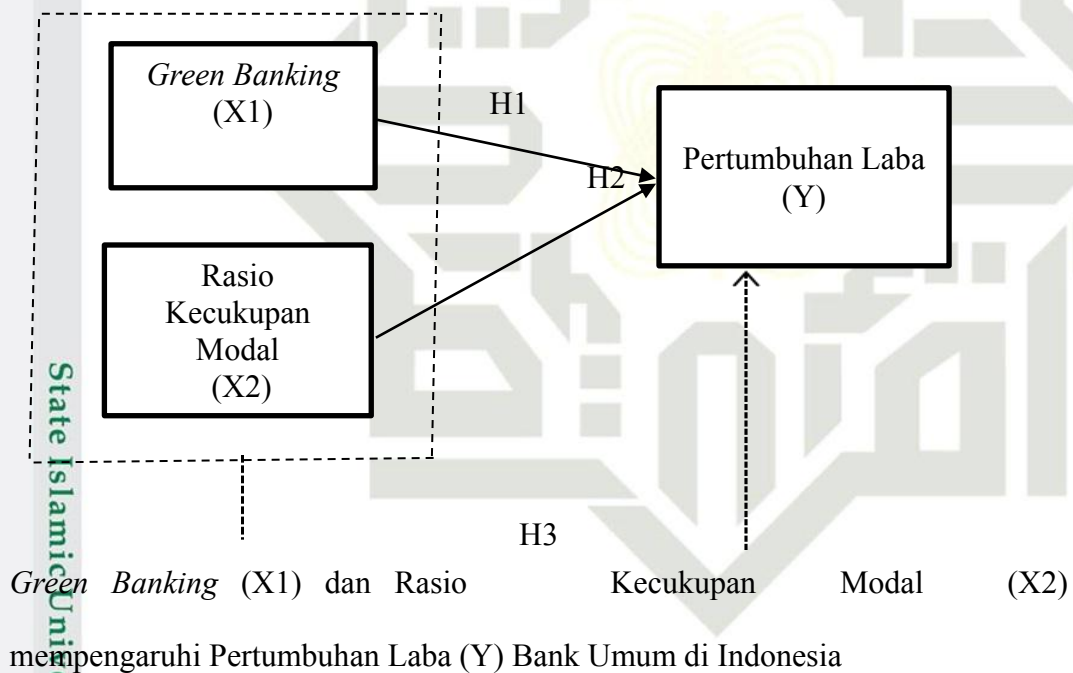 Green Banking
(X1)
H1
Pertumbuhan Laba
(Y)
H2
Rasio
Kecukupan
Modal
(X2)
State Islamic Unive
H3
Green Banking (X1) dan Rasio Kecukupan Modal (X2)
mempengaruhi Pertumbuhan Laba (Y) Bank Umum di Indonesia